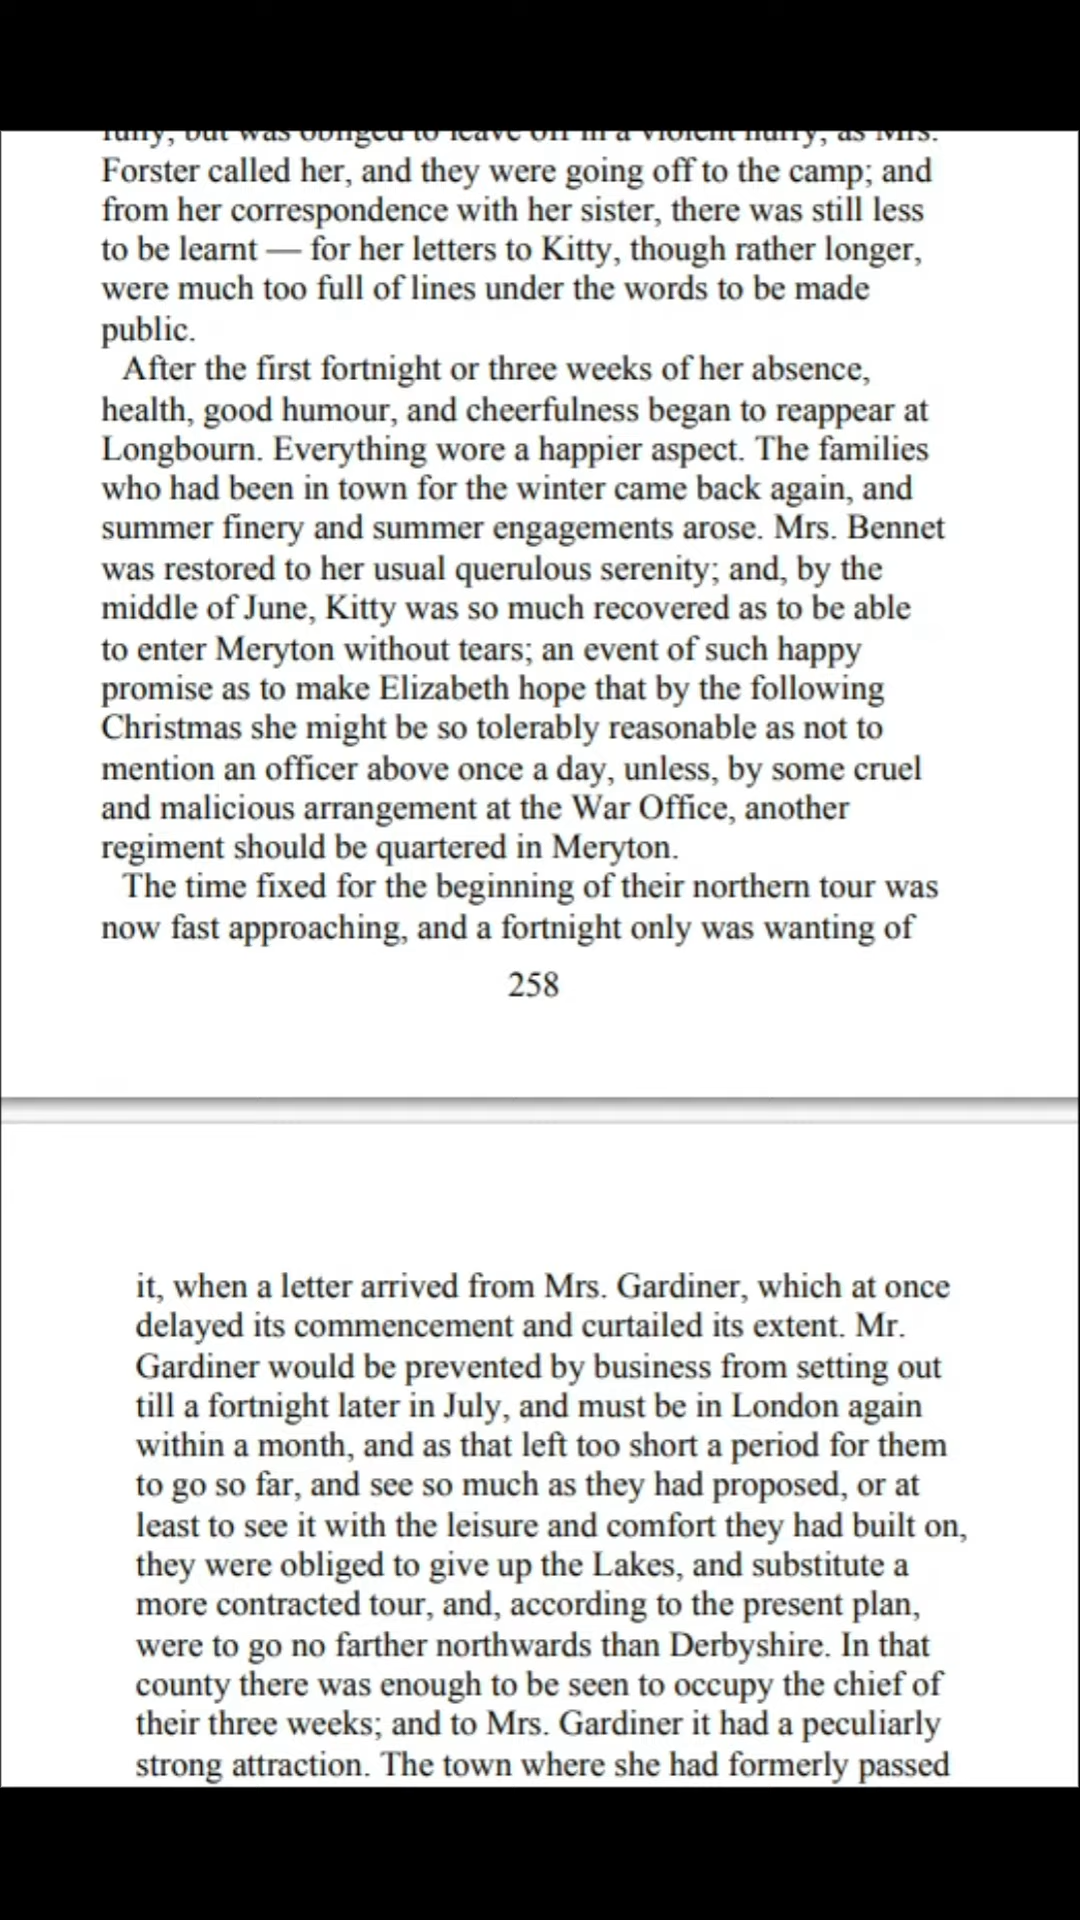 fully, but was obliged to leave off in a violent hurry, as Mrs.
Forster called her, and they were going off to the camp; and
from her correspondence with her sister, there was still less
to be learnt — for her letters to Kitty, though rather longer,
were much too full of lines under the words to be made
public.
After the first fortnight or three weeks of her absence,
health, good humour, and cheerfulness began to reappear at
Longbourn. Everything wore a happier aspect. The families
who had been in town for the winter came back again, and
summer finery and summer engagements arose. Mrs. Bennet
was restored to her usual querulous serenity; and, by the
middle of June, Kitty was so much recovered as to be able
to enter Meryton without tears; an event of such happy
promise as to make Elizabeth hope that by the following
Christmas she might be so tolerably reasonable as not to
mention an officer above once a day, unless, by some cruel
and malicious arrangement at the War Office, another
regiment should be quartered in Meryton.
The time fixed for the beginning of their northern tour was
now fast approaching, and a fortnight only was wanting of
258
it, when a letter arrived from Mrs. Gardiner, which at once
delayed its commencement and curtailed its extent. Mr.
Gardiner would be prevented by business from setting out
till a fortnight later in July, and must be in London again
within a month, and as that left too short a period for them
to go so far, and see so much as they had proposed, or at
least to see it with the leisure and comfort they had built on,
they were obliged to give up the Lakes, and substitute a
more contracted tour, and, according to the present plan,
were to go no farther northwards than Derbyshire. In that
county there was enough to be seen to occupy the chief of
their three weeks; and to Mrs. Gardiner it had a peculiarly
strong attraction. The town where she had formerly passed